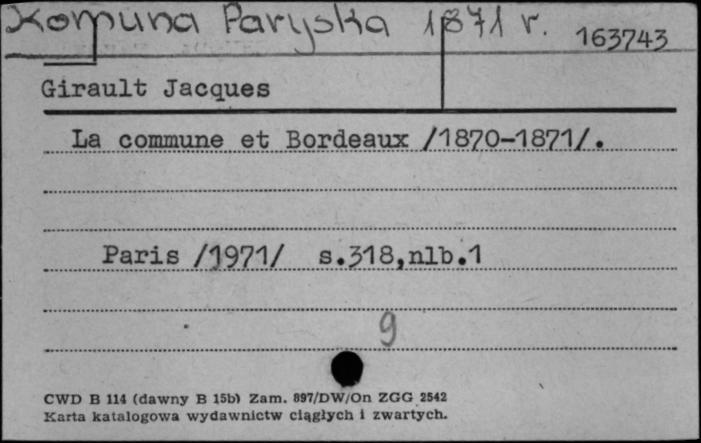 Komuna Paryska 1871 r. 163743
Girault Jacques
La commune et Bordeaux /1870-1871/.
Paris /1971/ s.318,nlb.1
9
CWD B 114 (dawny B 15b) Zam. 897/DW/On ZGG 2542
Karta katalogowa wydawnictw ciągłych i zwartych.